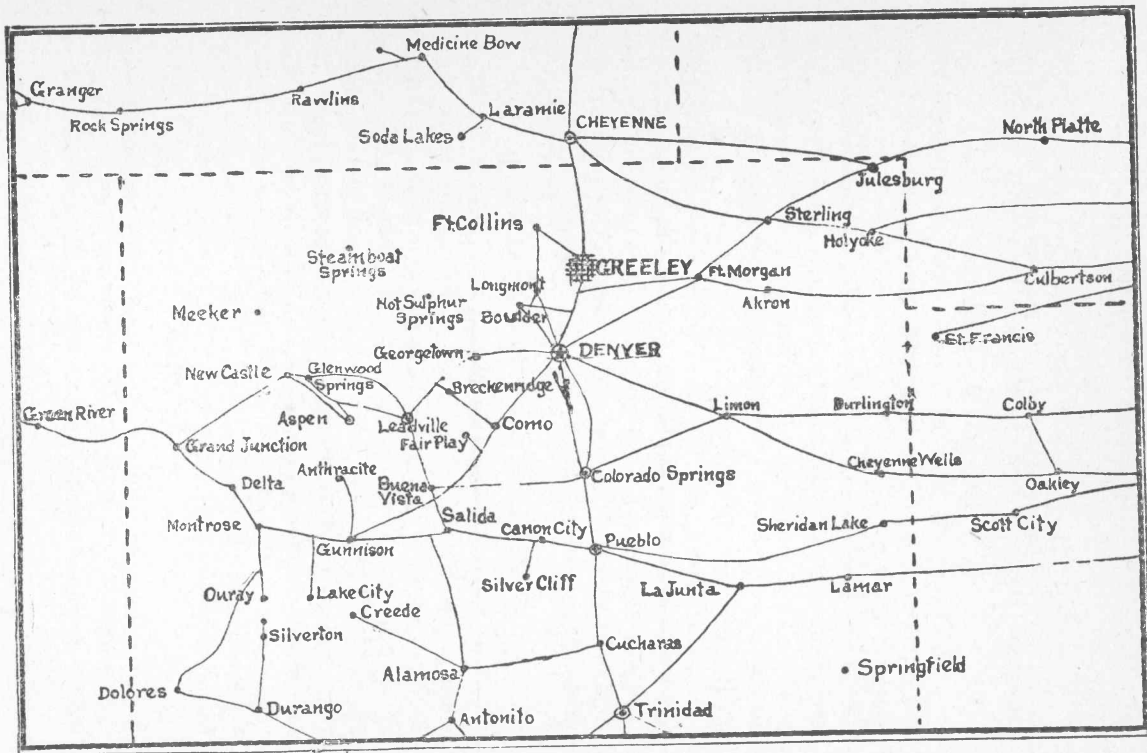 Medicine Bow
Granger
Rawlins
Rock Springs
Laramie
Soda Lakes
CHEYENNE
North Platte
Julesburg
Ft.Collins
Sterling
Holyoke
Steamboat
Springs
GREELEY
Ft.Morgan
Culbertson
Longmont
Akron
Hot Sulphur
Springs
Boulder
Meeker
St. Francis
Georgetown
DENVER
New Castle
Glenwood
Springs
Breckenridge
Green River
Aspen
Leadville
Fair Play
Como
Limon
Burlington
Colby
Grand Junction
Anthracite
Delta
Buena
Vista
Colorado Springs
Cheyenne Wells
Oakley
Montrose
Salida
Canon City
Sheridan Lake
Scott City
Gunnison
Pueblo
Ouray
Lake City
Silver Cliff
La Junta
Lamar
Creede
Silverton
Cucharas
Alamosa
Springfield
Dolores
Durango
Antonito
Trinidad